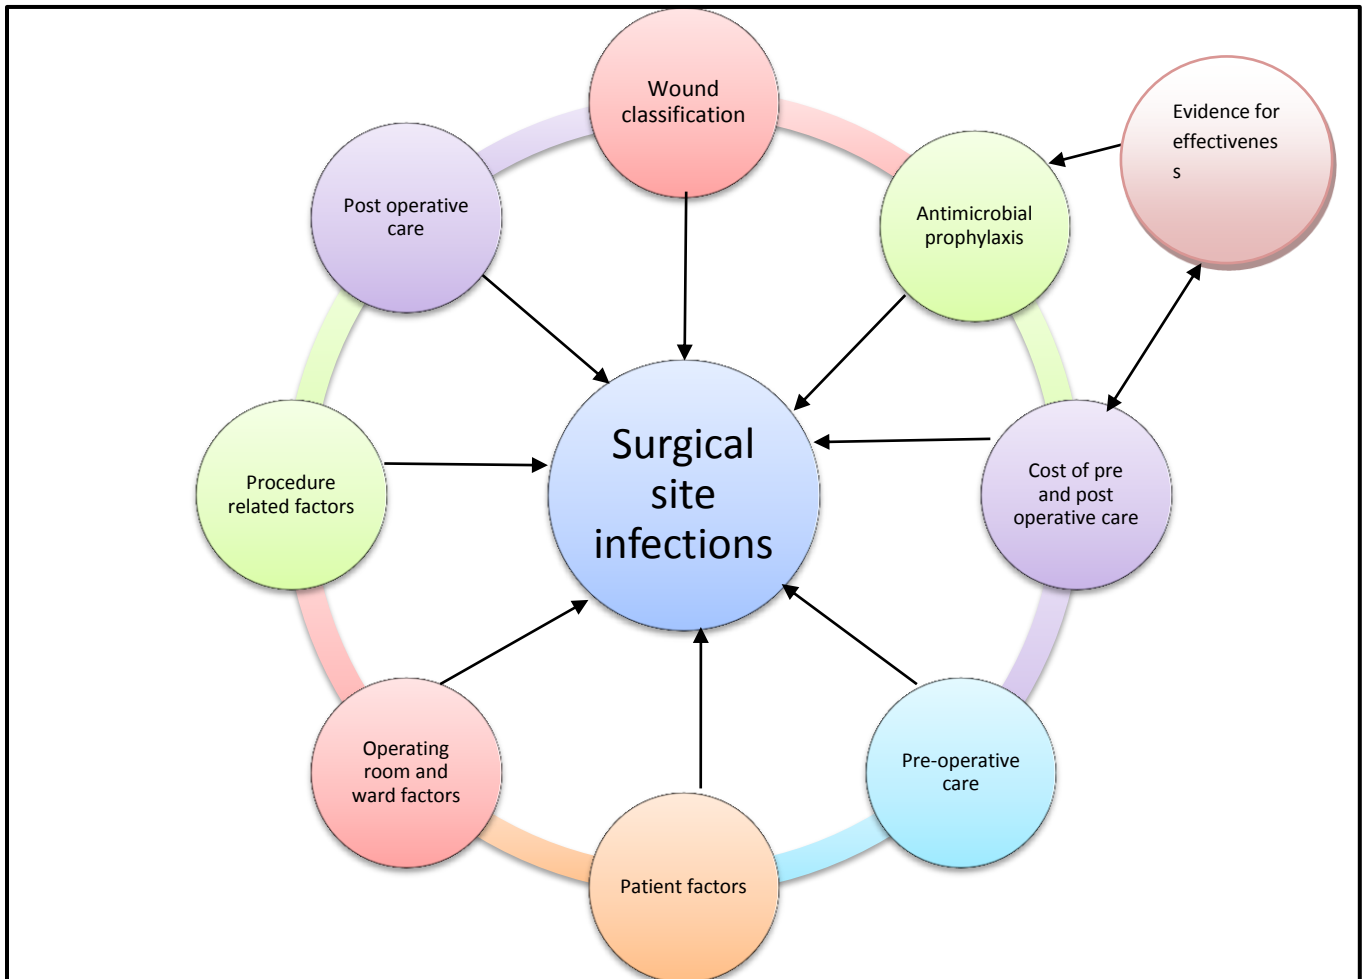 Wound
classification
Evidence for
effectivenes
s
Antimicrobial
prophylaxis
Post operative
care
Surgical
site
infections
Cost of pre
and post
operative care
Procedure
related factors
Operating
room and
ward factors
Pre-operative
care
Patient factors